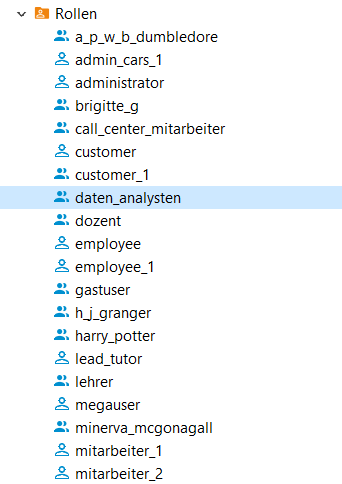 Rollen
a_p_w_b_dumbledore
admin_cars_1
administrator
brigitte_g
call_center_mitarbeiter
customer
customer_1
daten_analysten
dozent
employee
employee_1
gastuser
h_j_granger
harry_potter
lead_tutor
lehrer
megauser
minerva_mcgonagall
mitarbeiter_1
mitarbeiter_2